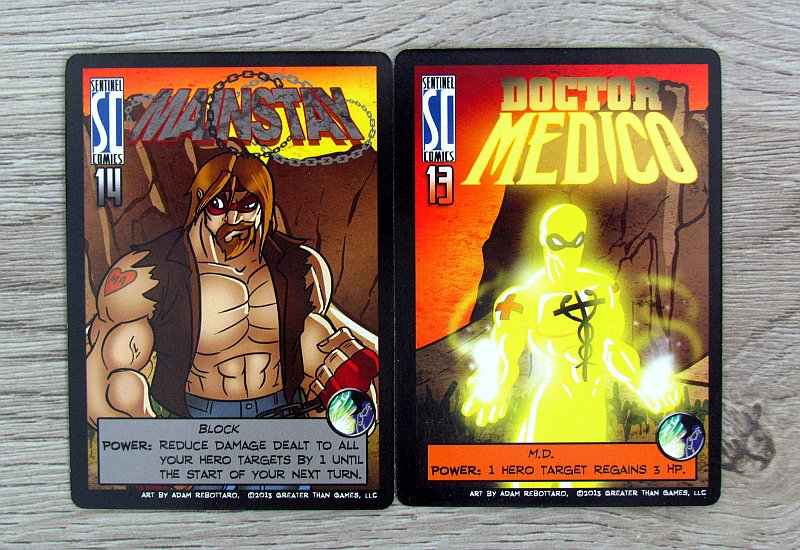 SENTINEL
SC
COMICS
14
MAINSTAY
BLOCK
POWER: REDUCE DAMAGE DEALT TO ALL
YOUR HERO TARGETS BY 1 UNTIL
THE START OF YOUR NEXT TURN.
ART BY ADAM REBOTTARO, ©2013 GREATER THAN GAMES, LLC
SENTINEL
SC
COMICS
13
DOCTOR
MEDICO
M.D.
POWER: 1 HERO TARGET REGAINS 3 HP.
ART BY ADAM REBOTTARO, ©2013 GREATER THAN GAMES, LLC